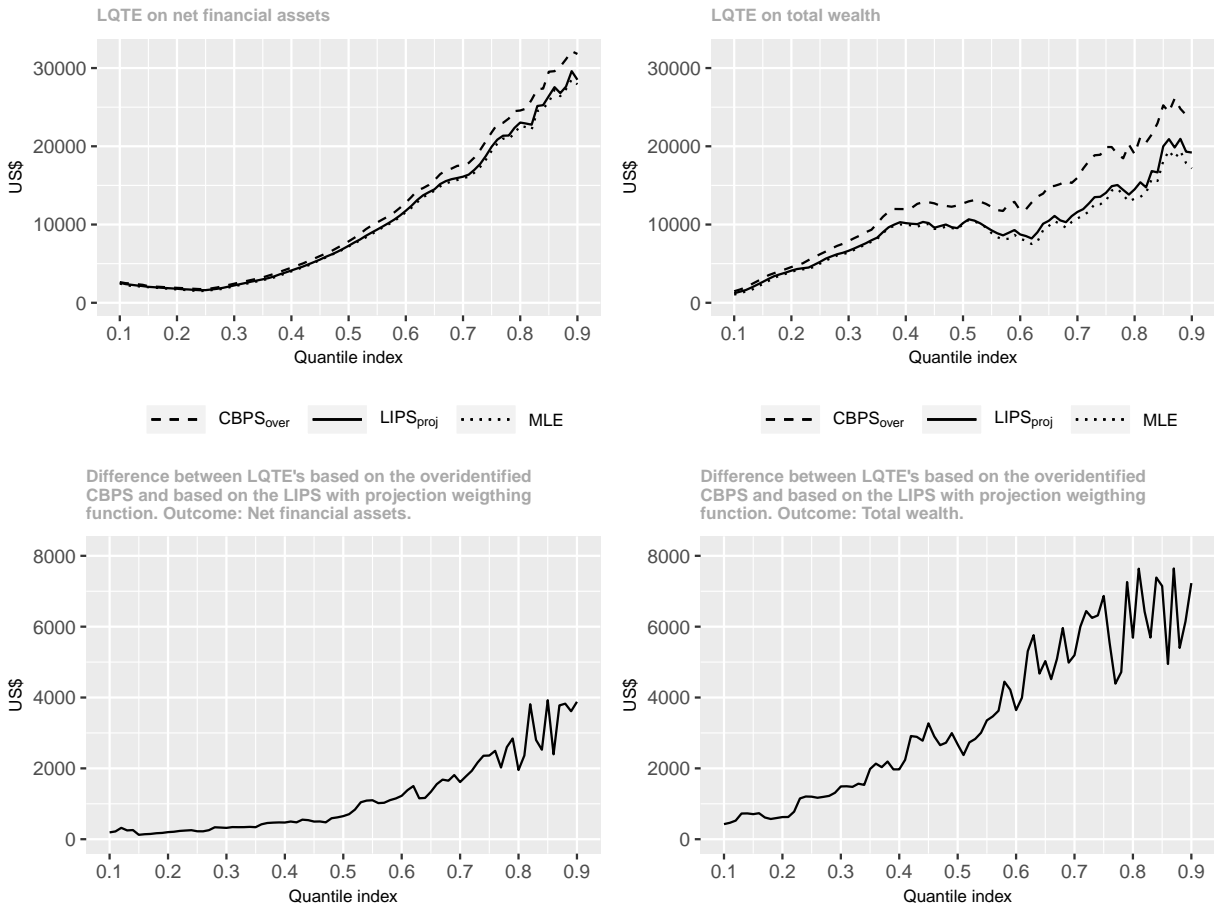 LQTE on net financial assets
30000
20000
10000
0
US$
0.1 0.2 0.3 0.4 0.5 0.6 0.7 0.8 0.9
Quantile index
CBPSover LIPSproj MLE
LQTE on total wealth
30000
20000
10000
0
US$
0.1 0.2 0.3 0.4 0.5 0.6 0.7 0.8 0.9
Quantile index
CBPSover LIPSproj MLE
Difference between LQTE's based on the overidentified
CBPS and based on the LIPS with projection weigthing
function. Outcome: Net financial assets.
8000
6000
4000
2000
0
US$
0.1 0.2 0.3 0.4 0.5 0.6 0.7 0.8 0.9
Quantile index
Difference between LQTE's based on the overidentified
CBPS and based on the LIPS with projection weigthing
function. Outcome: Total wealth.
8000
6000
4000
2000
0
US$
0.1 0.2 0.3 0.4 0.5 0.6 0.7 0.8 0.9
Quantile index